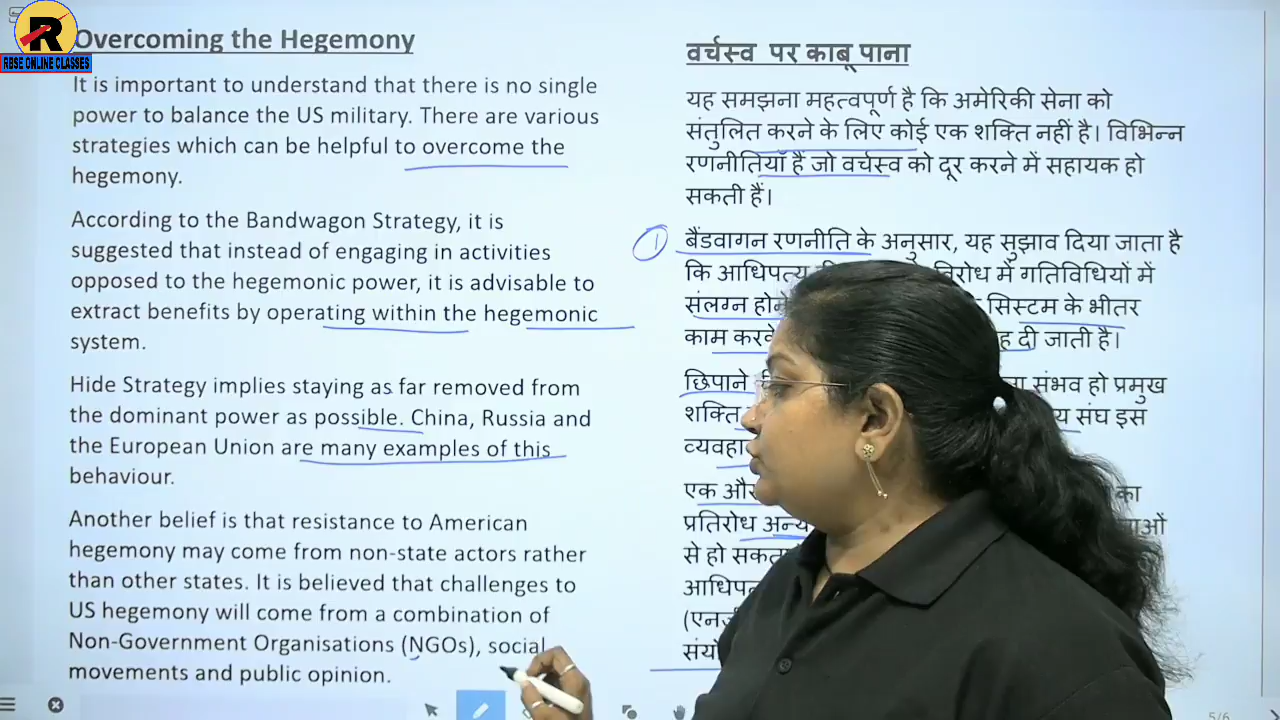 R
RBSE ONLINE CLASSES
Overcoming the Hegemony
It is important to understand that there is no single
power to balance the US military. There are various
strategies which can be helpful to overcome the
hegemony.
According to the Bandwagon Strategy, it is
suggested that instead of engaging in activities
opposed to the hegemonic power, it is advisable to
extract benefits by operating within the hegemonic
system.
Hide Strategy implies staying as far removed from
the dominant power as possible. China, Russia and
the European Union are many examples of this
behaviour.
Another belief is that resistance to American
hegemony may come from non-state actors rather
than other states. It is believed that challenges to
US hegemony will come from a combination of
Non-Government Organisations (NGOs), social
movements and public opinion.
वर्चस्व पर काबू पाना
यह समझना महत्वपूर्ण है कि अमेरिकी सेना को
संतुलित करने के लिए कोई एक शक्ति नहीं है। विभिन्न
रणनीतियाँ हैं जो वर्चस्व को दूर करने में सहायक हो
सकती हैं।
1 बैंडवागन रणनीति के अनुसार, यह सुझाव दिया जाता है
कि आधिपत्य विरोध में गतिविधियों में
संलग्न सिस्टम के भीतर
काम दी जाती है।
छिपाने संभव हो प्रमुख
शक्ति संघ इस
एक का
प्रतिरोध
से हो
5/6